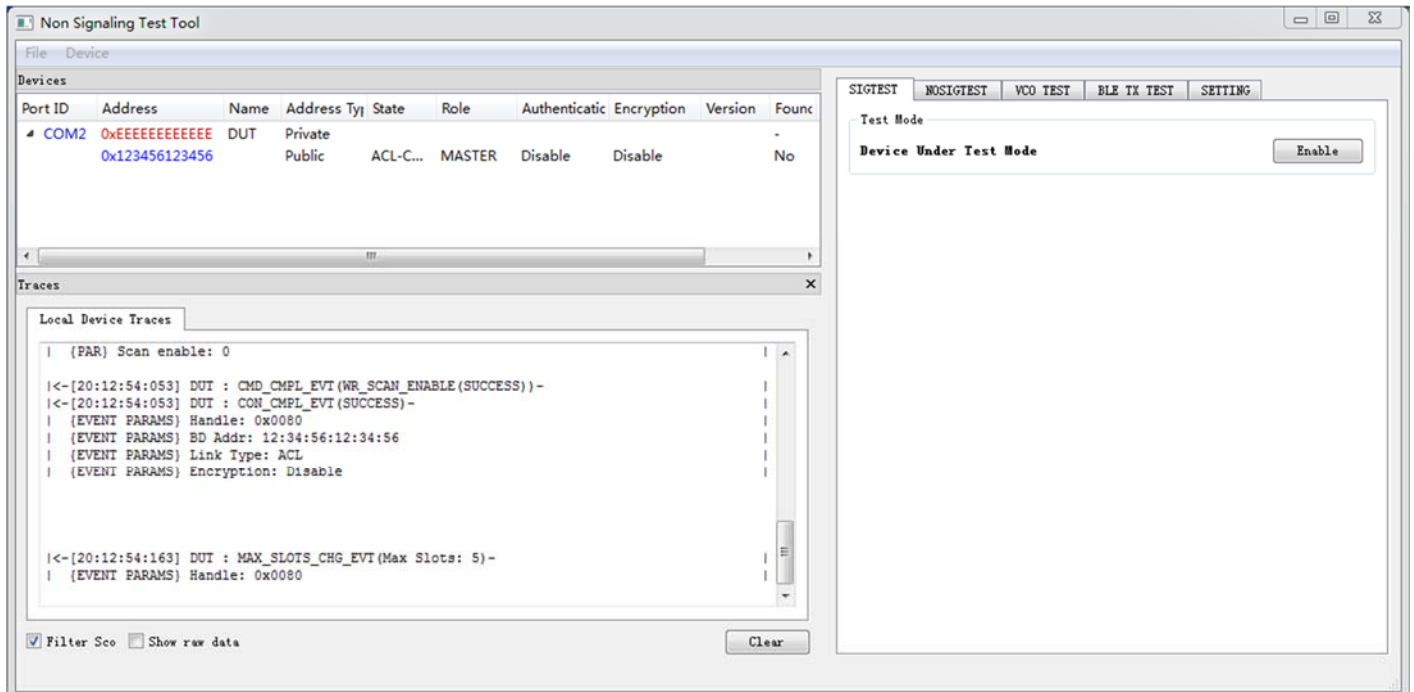 Non Signaling Test Tool
File Device
Devices
Port ID Address Name Address Ty State Role Authenticatic Encryption Version Found
COM2 0xEEEEEEEEEEEE DUT Private -
0x123456123456 Public ACL-C... MASTER Disable Disable No
Traces
Local Device Traces
| {PAR} Scan enable: 0 |
|<-[20:12:54:053] DUT : CMD_CMPL_EVT(WR_SCAN_ENABLE(SUCCESS))- |
|<-[20:12:54:053] DUT : CON_CMPL_EVT(SUCCESS)- |
| {EVENT PARAMS} Handle: 0x0080 |
| {EVENT PARAMS} BD Addr: 12:34:56:12:34:56 |
| {EVENT PARAMS} Link Type: ACL |
| {EVENT PARAMS} Encryption: Disable |
|<-[20:12:54:163] DUT : MAX_SLOTS_CHG_EVT(Max Slots: 5)- |
| {EVENT PARAMS} Handle: 0x0080 |
Filter Sco Show raw data Clear
SIGTEST NOSIGTEST VCO TEST BLE TX TEST SETTING
Test Mode
Device Under Test Mode Enable